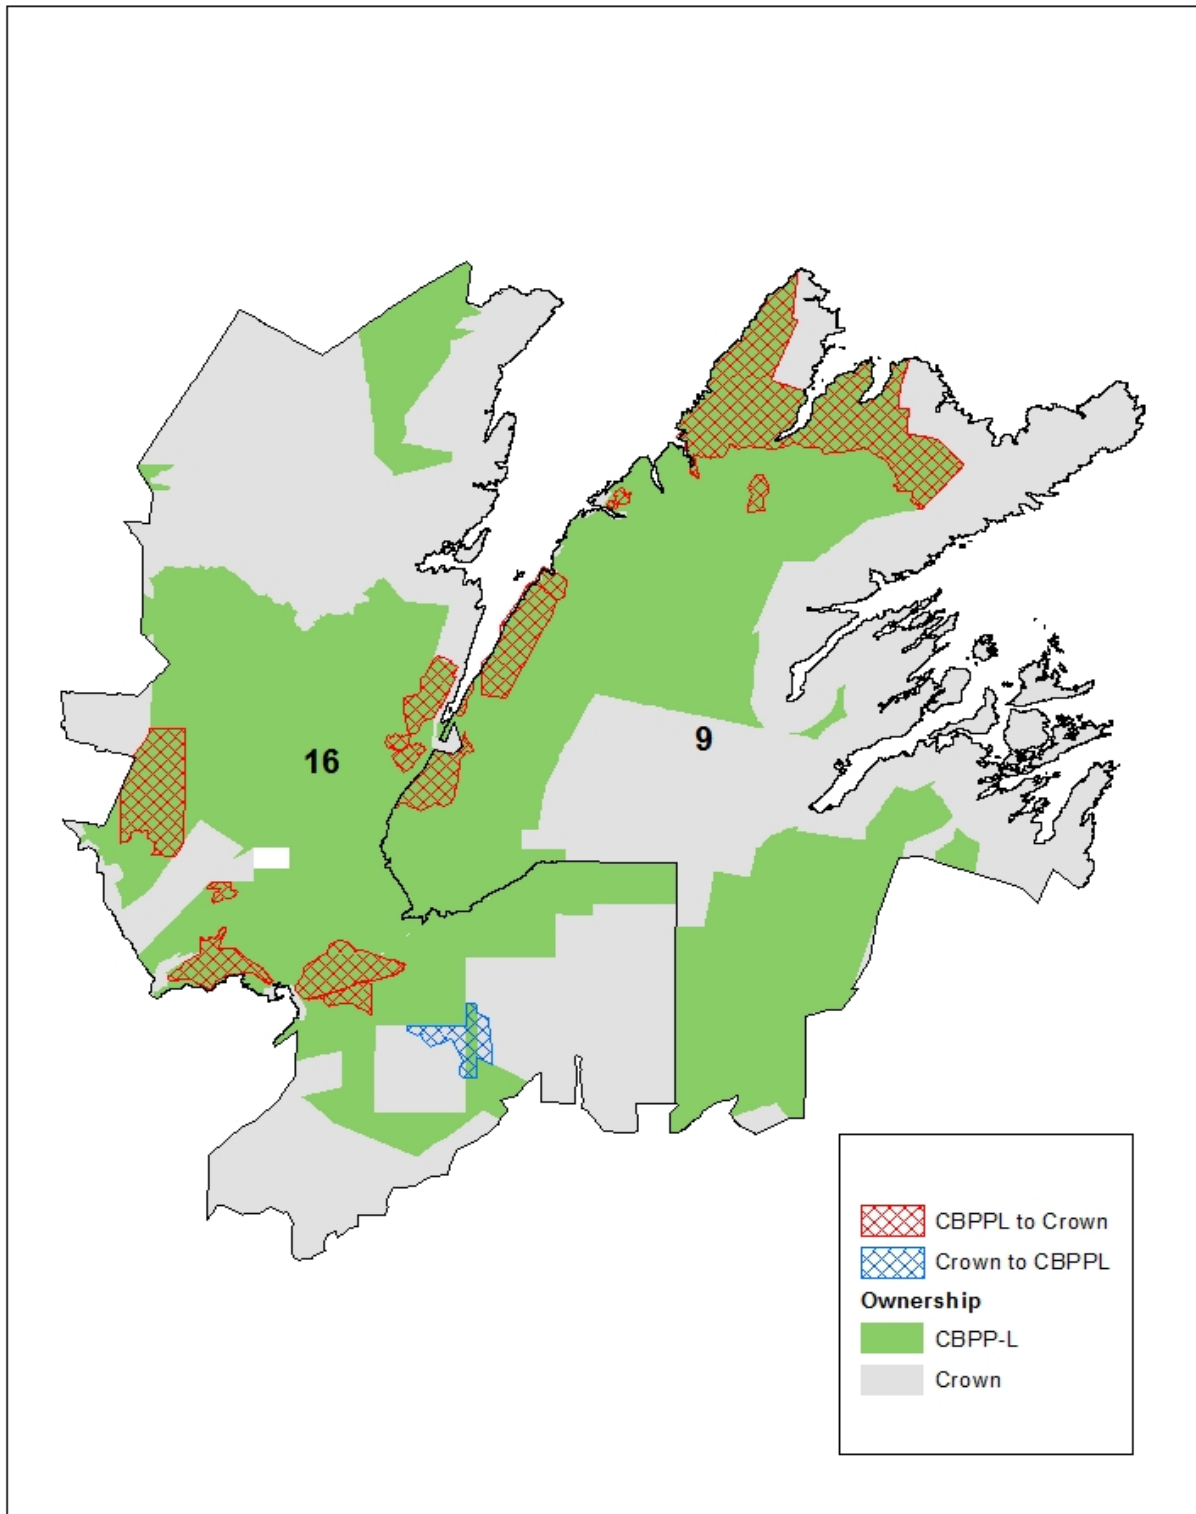 9
16
CBPPL to Crown
Crown to CBPPL
Ownership
CBPP-L
Crown